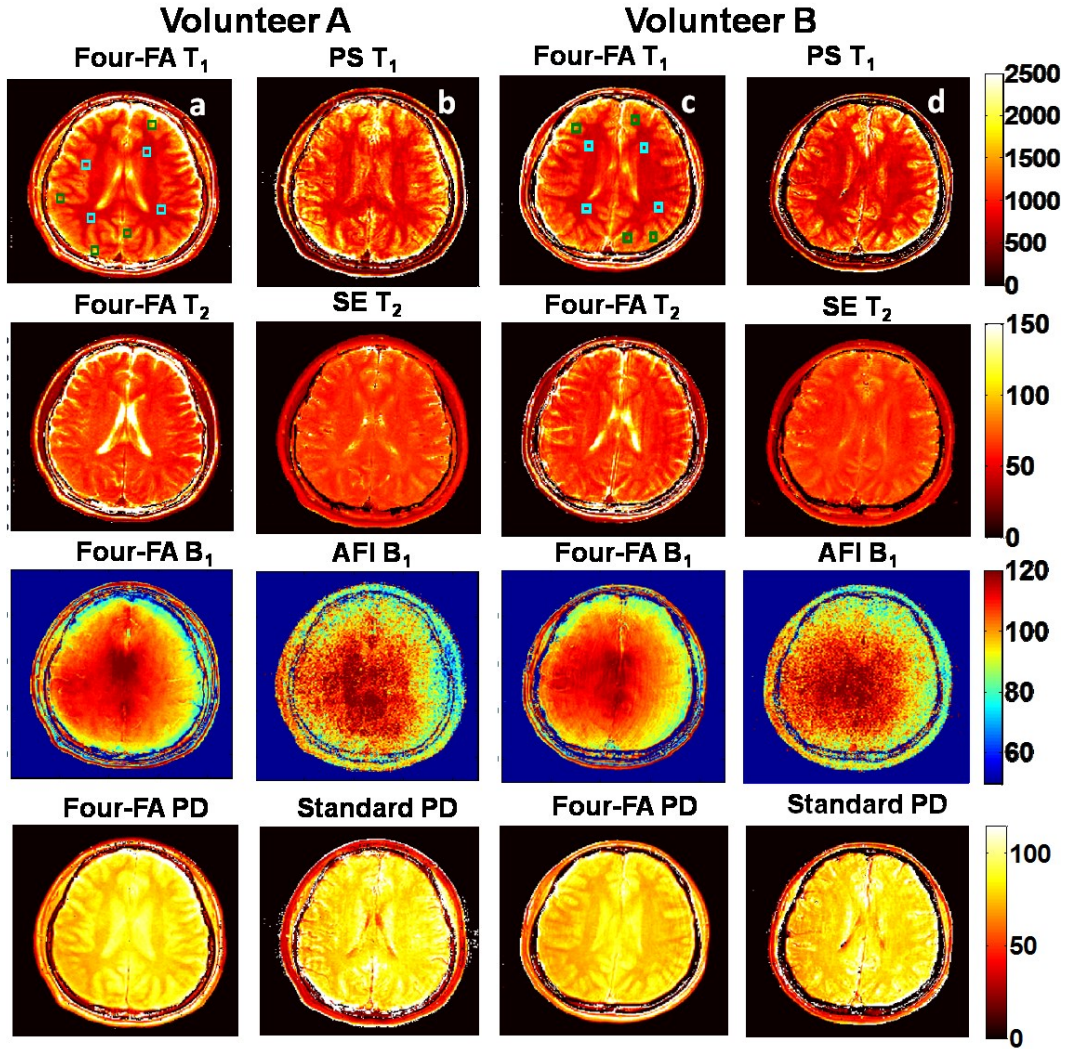 Volunteer A Volunteer B
Four-FA T₁ PS T₁ Four-FA T₁ PS T₁
a b c d
2500
2000
1500
1000
500
0
Four-FA T₂ SE T₂ Four-FA T₂ SE T₂
150
100
50
0
Four-FA B₁ AFI B₁ Four-FA B₁ AFI B₁
120
100
80
60
Four-FA PD Standard PD Four-FA PD Standard PD
100
50
0